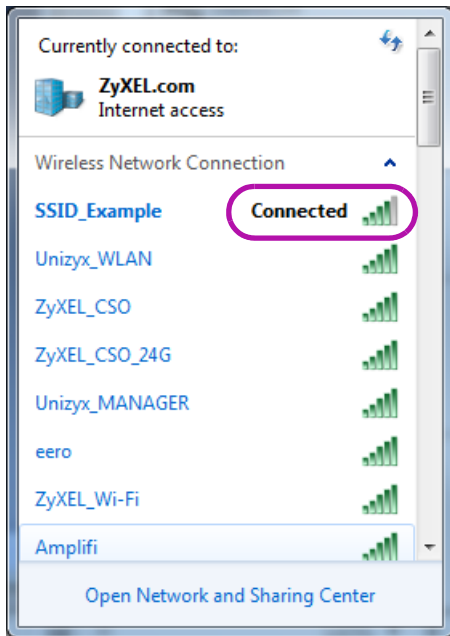 Currently connected to:
ZyXEL.com
Internet access
Wireless Network Connection
SSID_Example Connected
Unizyx_WLAN
ZyXEL_CSO
ZyXEL_CSO_24G
Unizyx_MANAGER
eero
ZyXEL_Wi-Fi
Amplifi
Open Network and Sharing Center